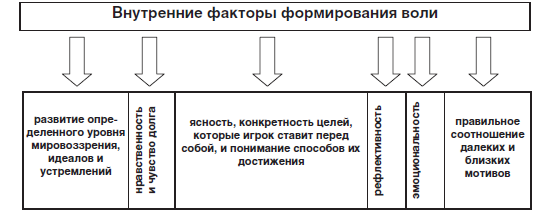 Внутренние факторы формирования воли
развитие опре-
деленного уровня
мировоззрения,
идеалов и
устремлений
нравственность
и чувство долга
ясность, конкретность целей,
которые игрок ставит перед
собой, и понимание способов их
достижения
рефлективность
эмоциональность
правильное
соотношение
далеких и
близких
мотивов